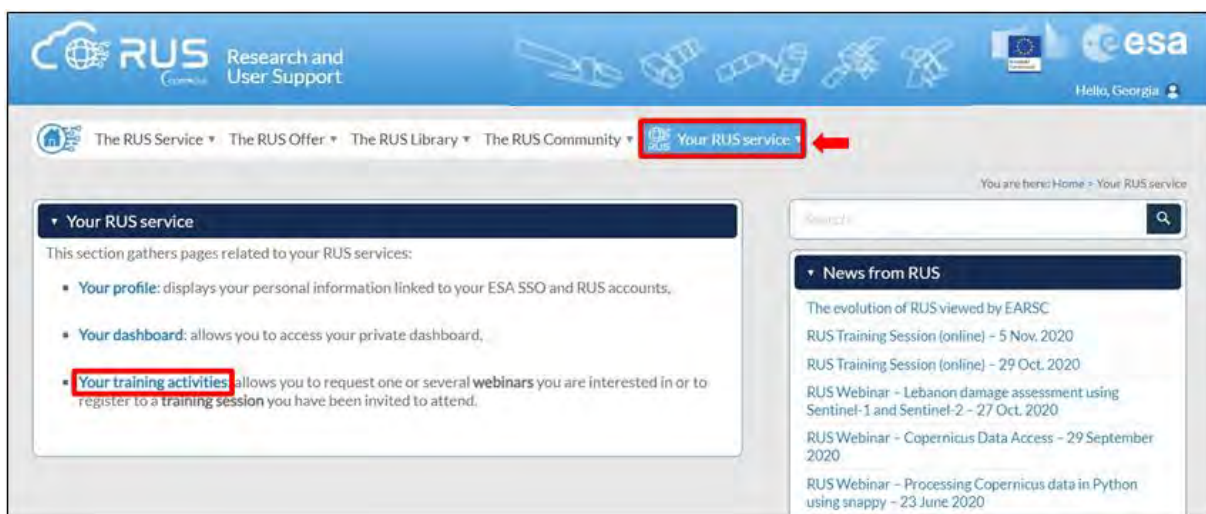 RUS
Copernicus
Research and
User Support
esa
Hello, Georgia
The RUS Service ▾ The RUS Offer ▾ The RUS Library ▾ The RUS Community ▾ RUS Your RUS service ▾
You are here: Home > Your RUS service
▾ Your RUS service
This section gathers pages related to your RUS services:
▪ Your profile: displays your personal information linked to your ESA SSO and RUS accounts,
▪ Your dashboard: allows you to access your private dashboard,
▪ Your training activities: allows you to request one or several webinars you are interested in or to
register to a training session you have been invited to attend.
Search
▾ News from RUS
The evolution of RUS viewed by EARSC
RUS Training Session (online) – 5 Nov. 2020
RUS Training Session (online) – 29 Oct. 2020
RUS Webinar – Lebanon damage assessment using
Sentinel-1 and Sentinel-2 – 27 Oct. 2020
RUS Webinar – Copernicus Data Access – 29 September
2020
RUS Webinar – Processing Copernicus data in Python
using snappy – 23 June 2020